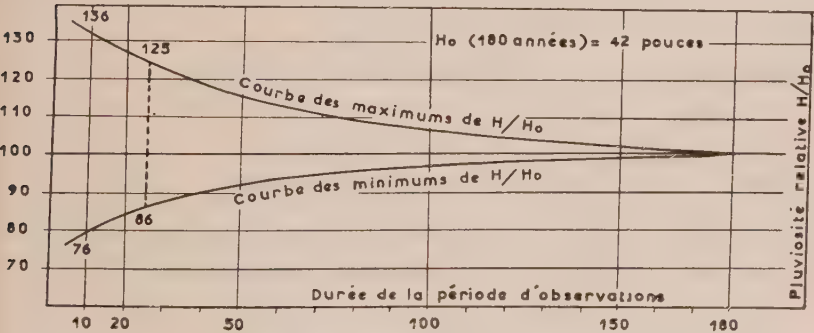 136
130
125
Ho (180 années) = 42 pouces
120
Courbe des maximums de H/Ho
110
100
90
Courbe des minimums de H/Ho
86
80
76
70
Durée de la période d'observations
10 20 50 100 150 180
Pluviosité relative H/Ho